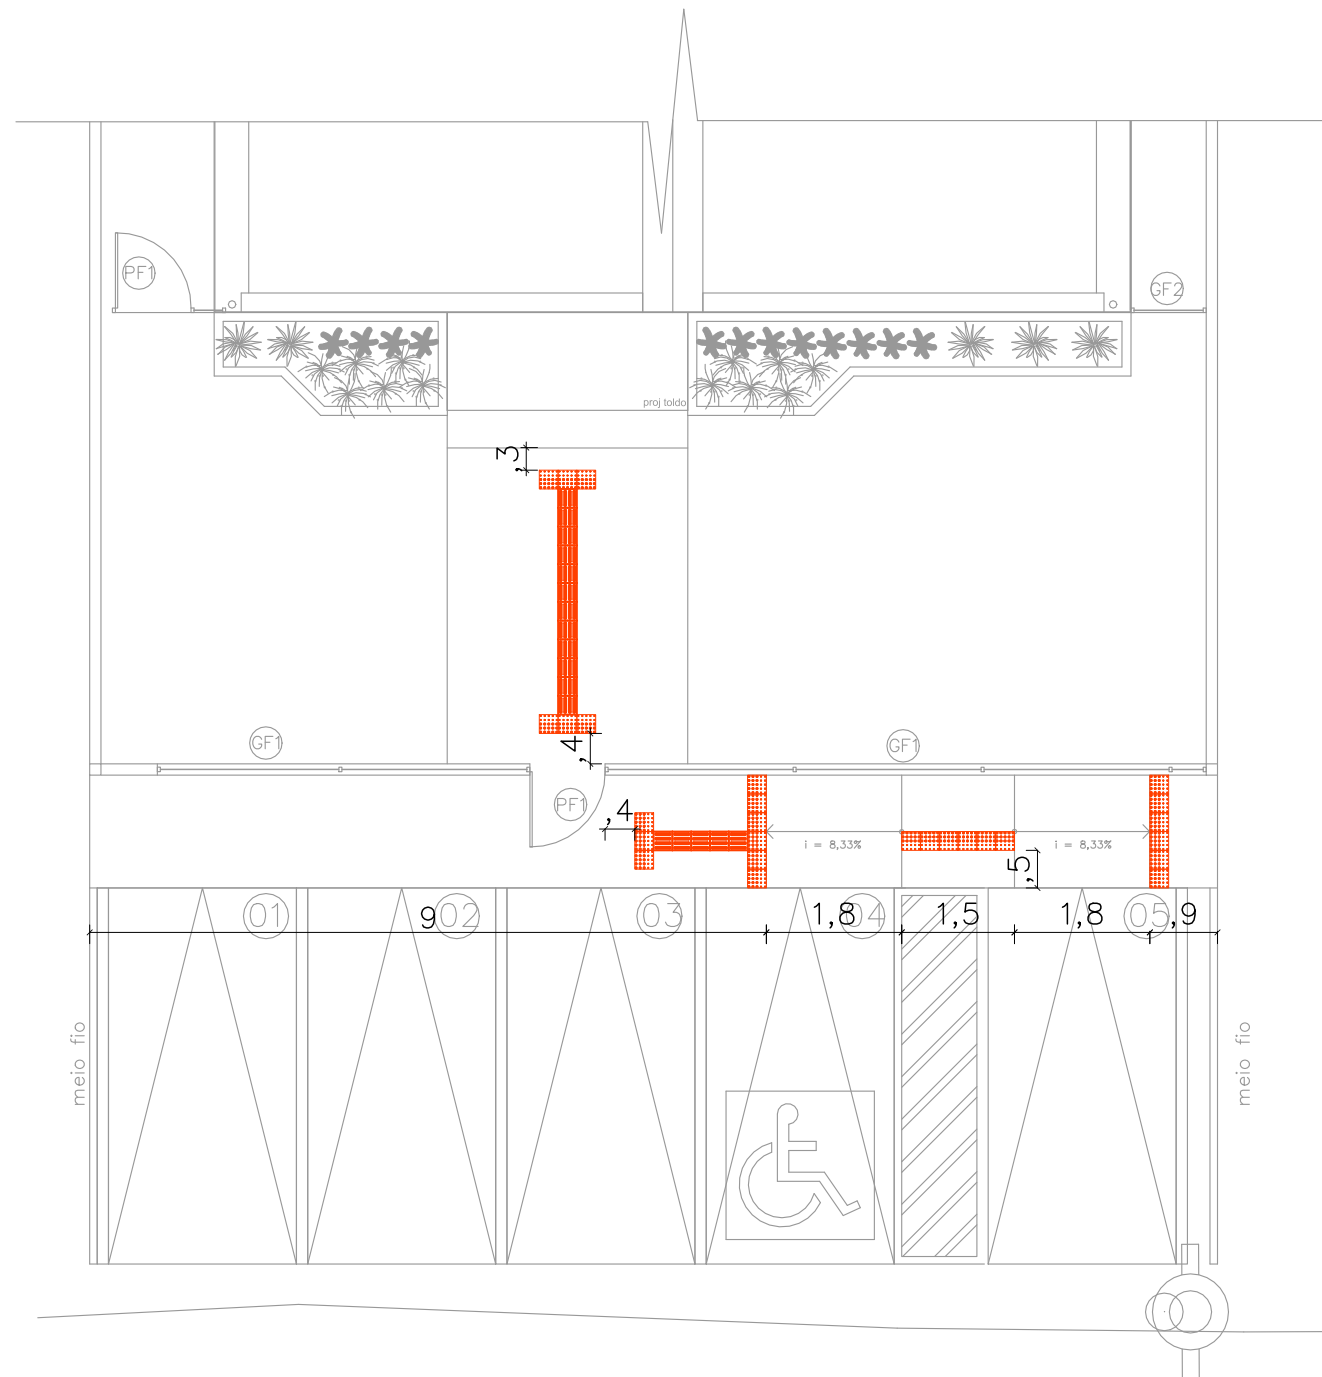 PF1
GF2
proj toldo
,3
GF1
,4
GF1
PF1
,4
i = 8,33%
i = 8,33%
,5
01
9
02
03
1,8
04
1,5
1,8
05
,9
meio fio
meio fio